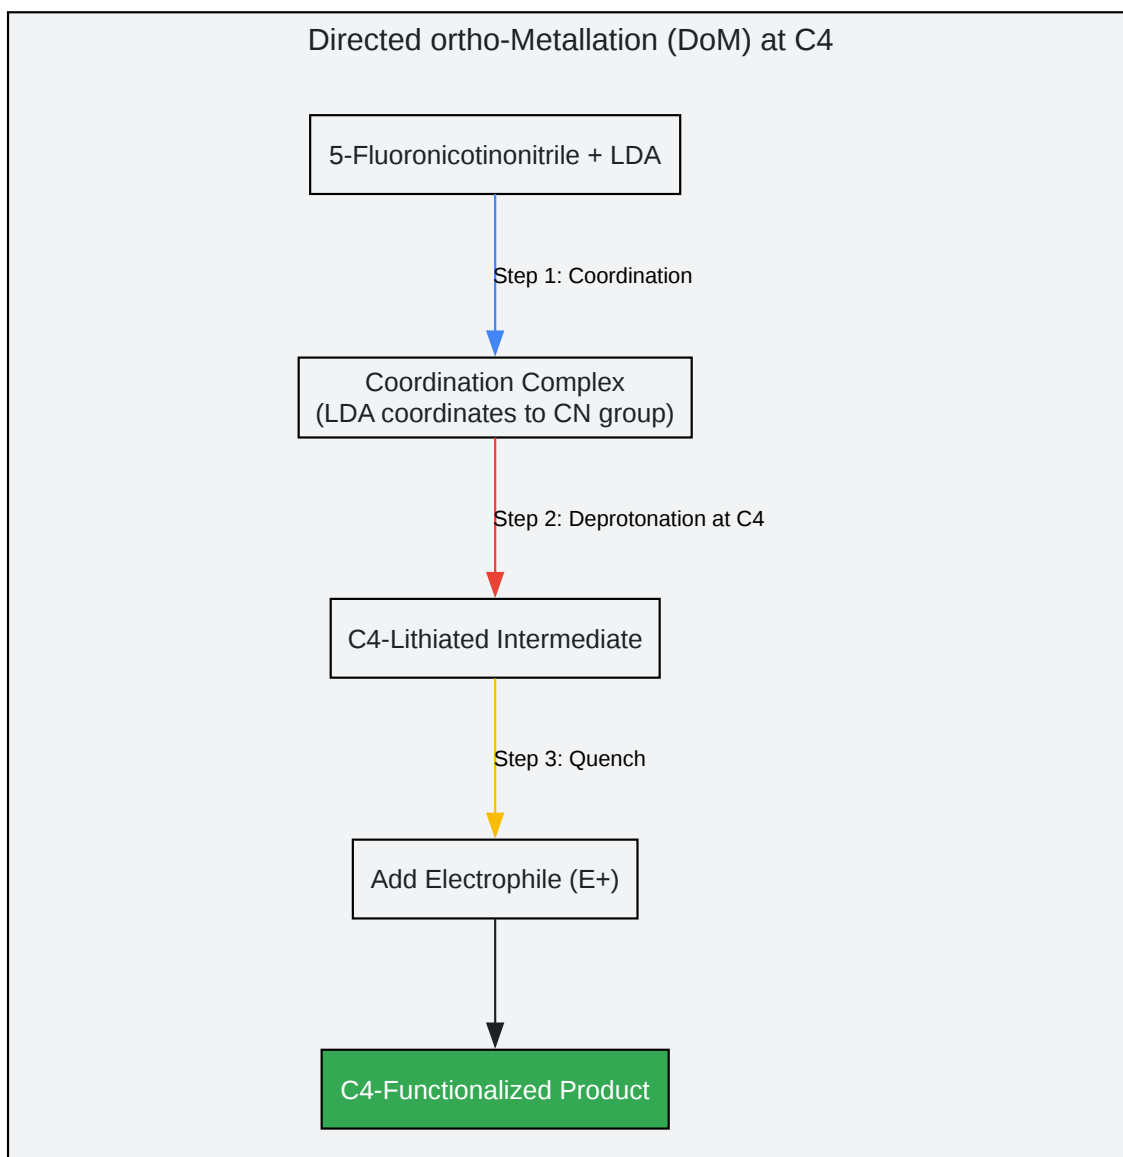 Directed ortho-Metallation (DoM) at C4
5-Fluoronicotinonitrile + LDA
Step 1: Coordination
Coordination Complex
(LDA coordinates to CN group)
Step 2: Deprotonation at C4
C4-Lithiated Intermediate
Step 3: Quench
Add Electrophile (E+)
C4-Functionalized Product